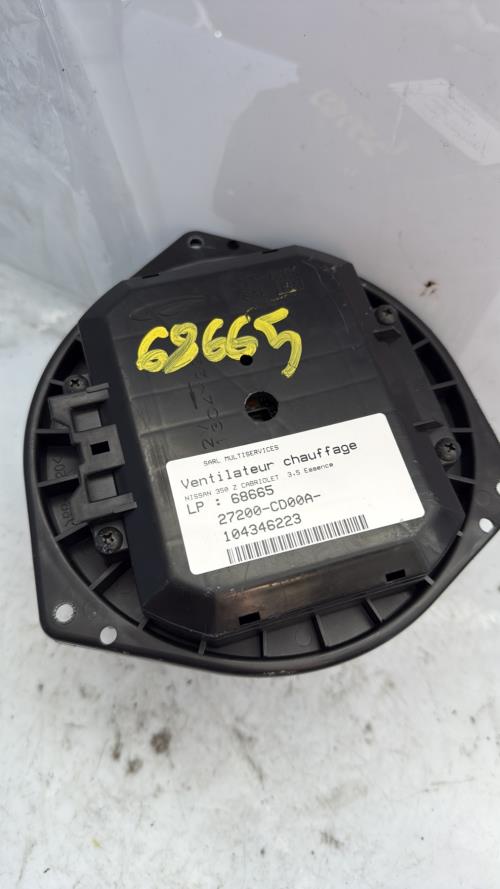 68665
SARL MULTISERVICES
Ventilateur chauffage
NISSAN 350 Z CABRIOLET 3.5 Essence
LP : 68665
27200-CD00A-
104346223